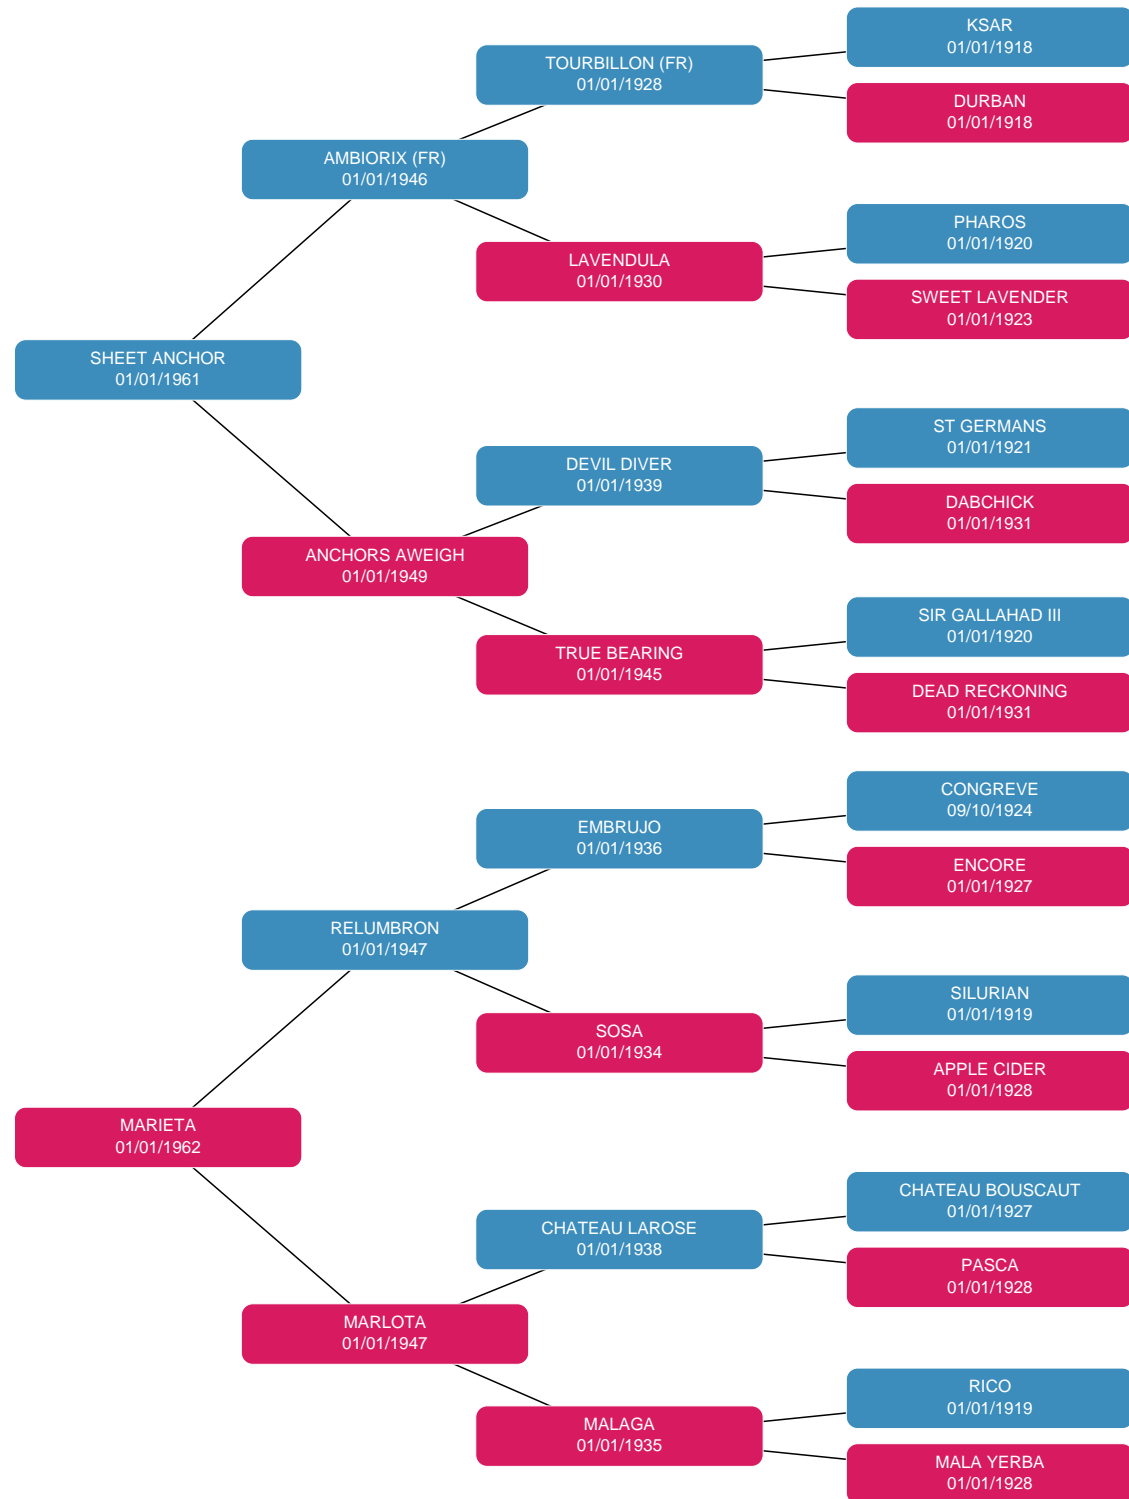 KSAR
01/01/1918
TOURBILLON (FR)
01/01/1928
DURBAN
01/01/1918
AMBIORIX (FR)
01/01/1946
PHAROS
01/01/1920
LAVENDULA
01/01/1930
SWEET LAVENDER
01/01/1923
SHEET ANCHOR
01/01/1961
ST GERMANS
01/01/1921
DEVIL DIVER
01/01/1939
DABCHICK
01/01/1931
ANCHORS AWEIGH
01/01/1949
SIR GALLAHAD III
01/01/1920
TRUE BEARING
01/01/1945
DEAD RECKONING
01/01/1931
CONGREVE
09/10/1924
EMBRUJO
01/01/1936
ENCORE
01/01/1927
RELUMBRON
01/01/1947
SILURIAN
01/01/1919
SOSA
01/01/1934
APPLE CIDER
01/01/1928
MARIETA
01/01/1962
CHATEAU BOUSCAUT
01/01/1927
CHATEAU LAROSE
01/01/1938
PASCA
01/01/1928
MARLOTA
01/01/1947
RICO
01/01/1919
MALAGA
01/01/1935
MALA YERBA
01/01/1928